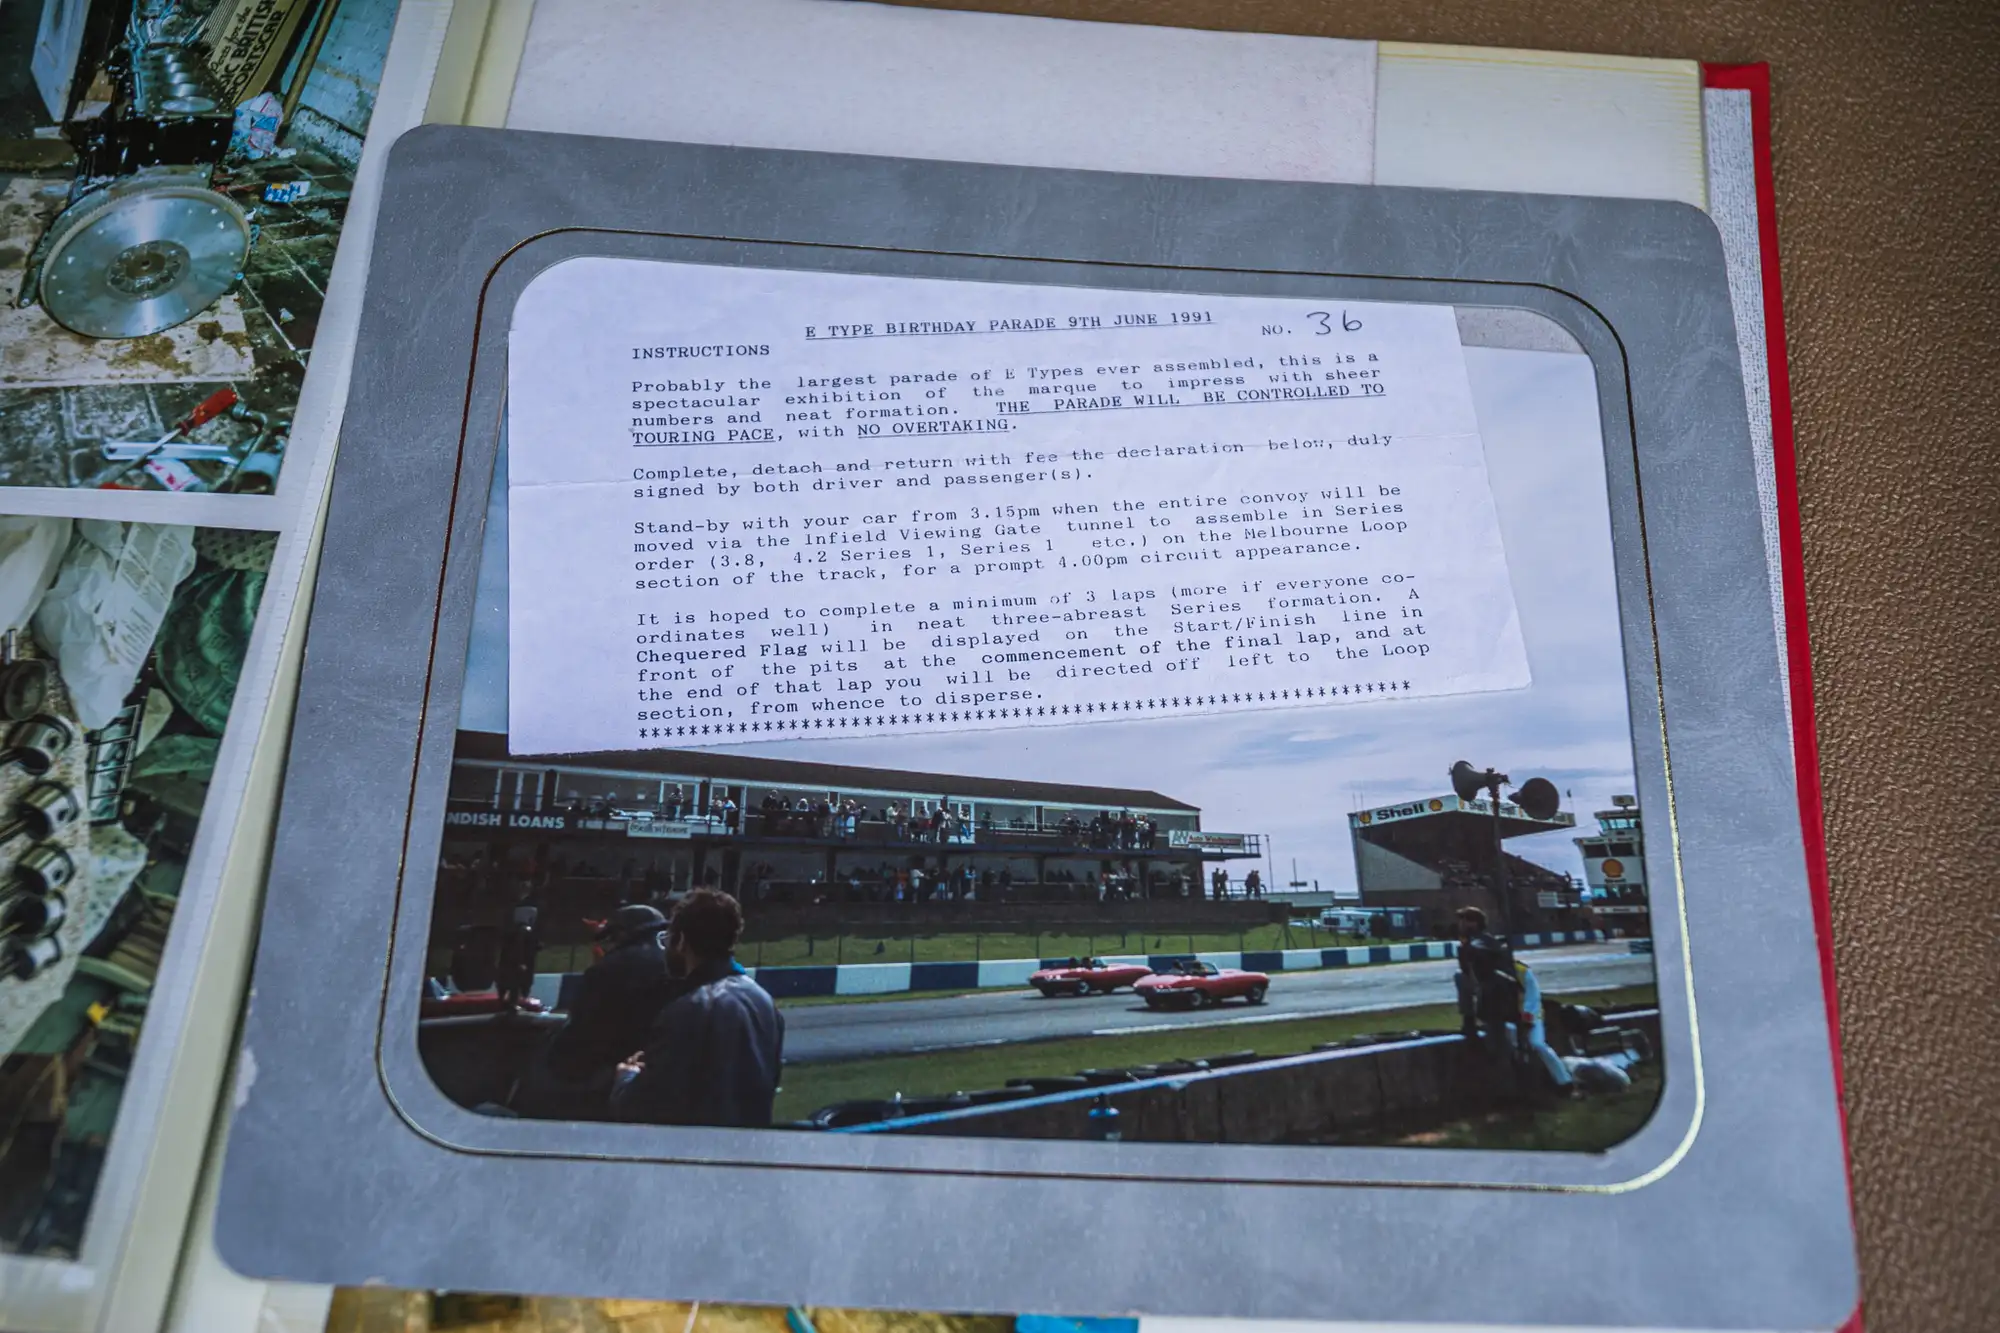 Parts for the
BRITISH
SPORTSCAR
E TYPE BIRTHDAY PARADE 9TH JUNE 1991
NO. 36
INSTRUCTIONS
Probably the largest parade of E Types ever assembled, this is a
spectacular exhibition of the marque to impress with sheer
numbers and neat formation. THE PARADE WILL BE CONTROLLED TO
TOURING PACE, with NO OVERTAKING.
Complete, detach and return with fee the declaration below, duly
signed by both driver and passenger(s).
Stand-by with your car from 3.15pm when the entire convoy will be
moved via the Infield Viewing Gate tunnel to assemble in Series
order (3.8, 4.2 Series 1, Series 1 etc.) on the Melbourne Loop
section of the track, for a prompt 4.00pm circuit appearance.
It is hoped to complete a minimum of 3 laps (more if everyone co-
ordinates well) in neat three-abreast Series formation. A
Chequered Flag will be displayed on the Start/Finish line in
front of the pits at the commencement of the final lap, and at
the end of that lap you will be directed off left to the Loop
section, from whence to disperse.
************************************************************
NDISH LOANS
Shell
Shell